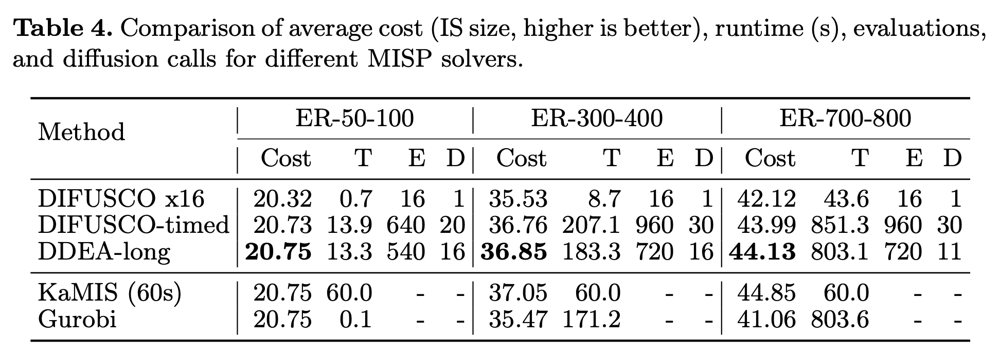 Table 4. Comparison of average cost (IS size, higher is better), runtime (s), evaluations,
and diffusion calls for different MISP solvers.
Method ER-50-100 ER-300-400 ER-700-800
Cost T E D Cost T E D Cost T E D
DIFUSCO x16 20.32 0.7 16 1 35.53 8.7 16 1 42.12 43.6 16 1
DIFUSCO-timed 20.73 13.9 640 20 36.76 207.1 960 30 43.99 851.3 960 30
DDEA-long 20.75 13.3 540 16 36.85 183.3 720 16 44.13 803.1 720 11
KaMIS (60s) 20.75 60.0 - - 37.05 60.0 - - 44.85 60.0 - -
Gurobi 20.75 0.1 - - 35.47 171.2 - - 41.06 803.6 - -